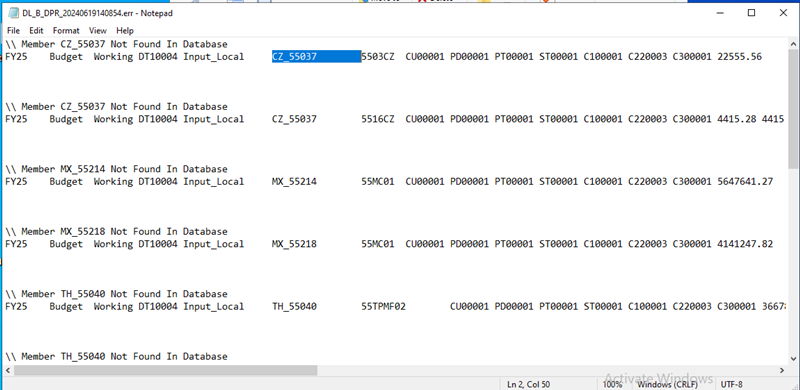 DL_B_DPR_20240619140854.err - Notepad
File Edit Format View Help
\\ Member CZ_55037 Not Found In Database
FY25 Budget Working DT10004 Input_Local CZ_55037 5503CZ CU00001 PD00001 PT00001 ST00001 C100001 C220003 C300001 22555.56
\\ Member CZ_55037 Not Found In Database
FY25 Budget Working DT10004 Input_Local CZ_55037 5516CZ CU00001 PD00001 PT00001 ST00001 C100001 C220003 C300001 4415.28 4415
\\ Member MX_55214 Not Found In Database
FY25 Budget Working DT10004 Input_Local MX_55214 55MC01 CU00001 PD00001 PT00001 ST00001 C100001 C220003 C300001 5647641.27
\\ Member MX_55218 Not Found In Database
FY25 Budget Working DT10004 Input_Local MX_55218 55MC01 CU00001 PD00001 PT00001 ST00001 C100001 C220003 C300001 4141247.82
\\ Member TH_55040 Not Found In Database
FY25 Budget Working DT10004 Input_Local TH_55040 55TPMF02 CU00001 PD00001 PT00001 ST00001 C100001 C220003 C300001 3667
\\ Member TH_55040 Not Found In Database
Activate Windows
Ln 2, Col 50 100% Windows (CRLF) UTF-8